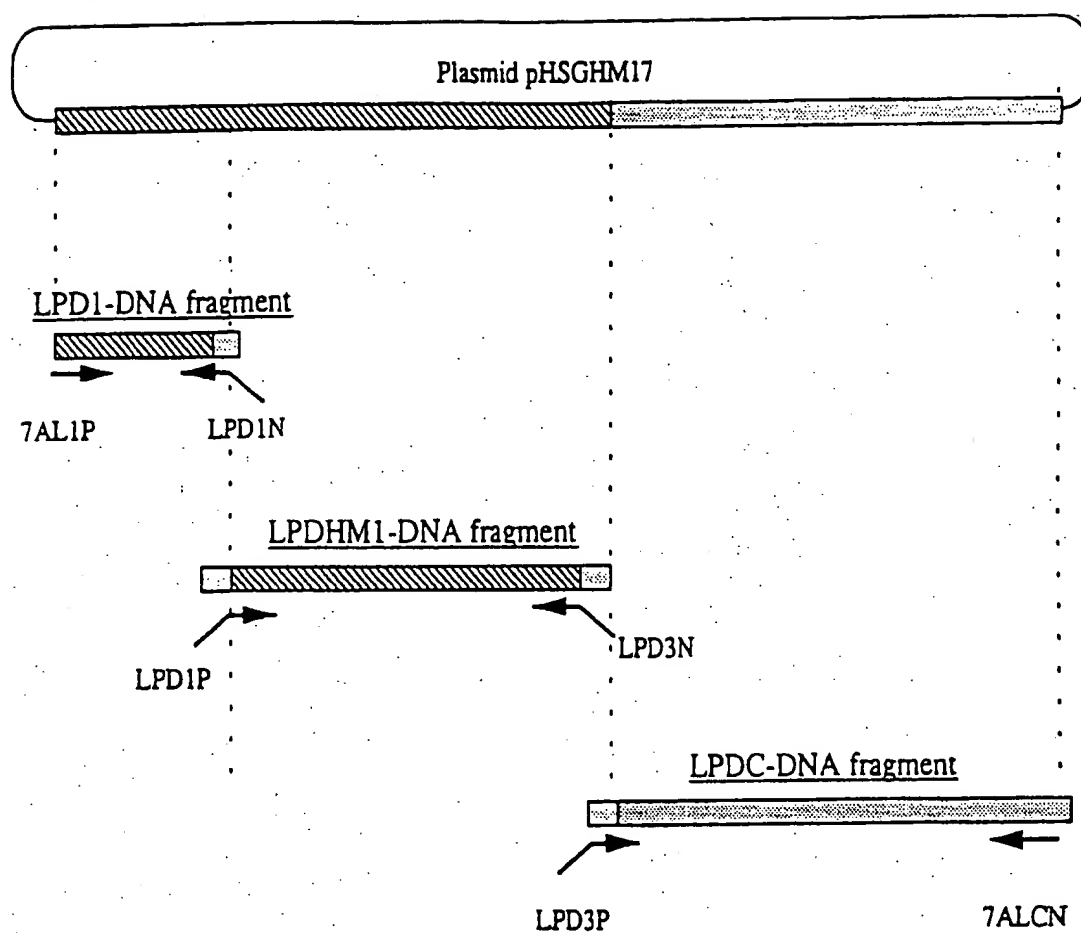 Plasmid pHSGHM17
LPD1-DNA fragment
7AL1P
LPD1N
LPDHM1-DNA fragment
LPD1P
LPD3N
LPDC-DNA fragment
LPD3P
7ALCN